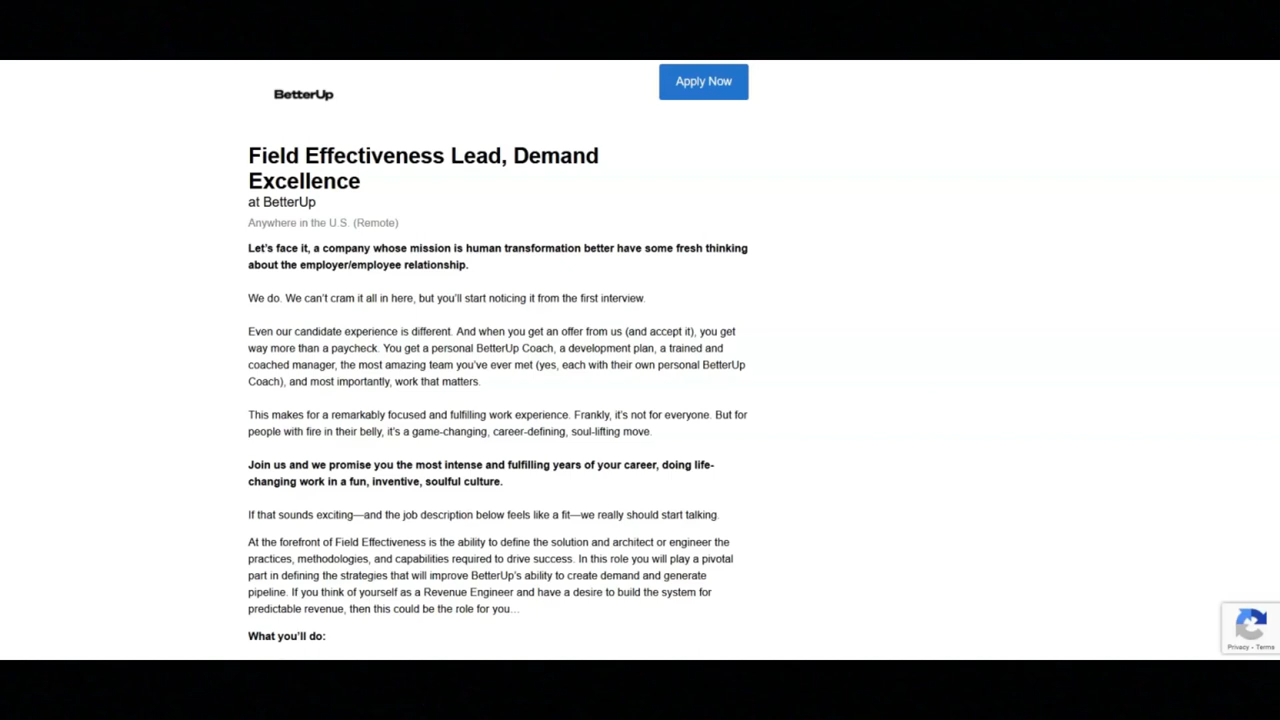 Apply Now
BetterUp
Field Effectiveness Lead, Demand
Excellence
at BetterUp
Anywhere in the U.S. (Remote)
Let's face it, a company whose mission is human transformation better have some fresh thinking
about the employer/employee relationship.
We do. We can't cram it all in here, but you'll start noticing it from the first interview.
Even our candidate experience is different. And when you get an offer from us (and accept it), you get
way more than a paycheck. You get a personal BetterUp Coach, a development plan, a trained and
coached manager, the most amazing team you've ever met (yes, each with their own personal BetterUp
Coach), and most importantly, work that matters.
This makes for a remarkably focused and fulfilling work experience. Frankly, it's not for everyone. But for
people with fire in their belly, it's a game-changing, career-defining, soul-lifting move.
Join us and we promise you the most intense and fulfilling years of your career, doing life-
changing work in a fun, inventive, soulful culture.
If that sounds exciting—and the job description below feels like a fit—we really should start talking.
At the forefront of Field Effectiveness is the ability to define the solution and architect or engineer the
practices, methodologies, and capabilities required to drive success. In this role you will play a pivotal
part in defining the strategies that will improve BetterUp's ability to create demand and generate
pipeline. If you think of yourself as a Revenue Engineer and have a desire to build the system for
predictable revenue, then this could be the role for you…
What you'll do:
Privacy - Terms